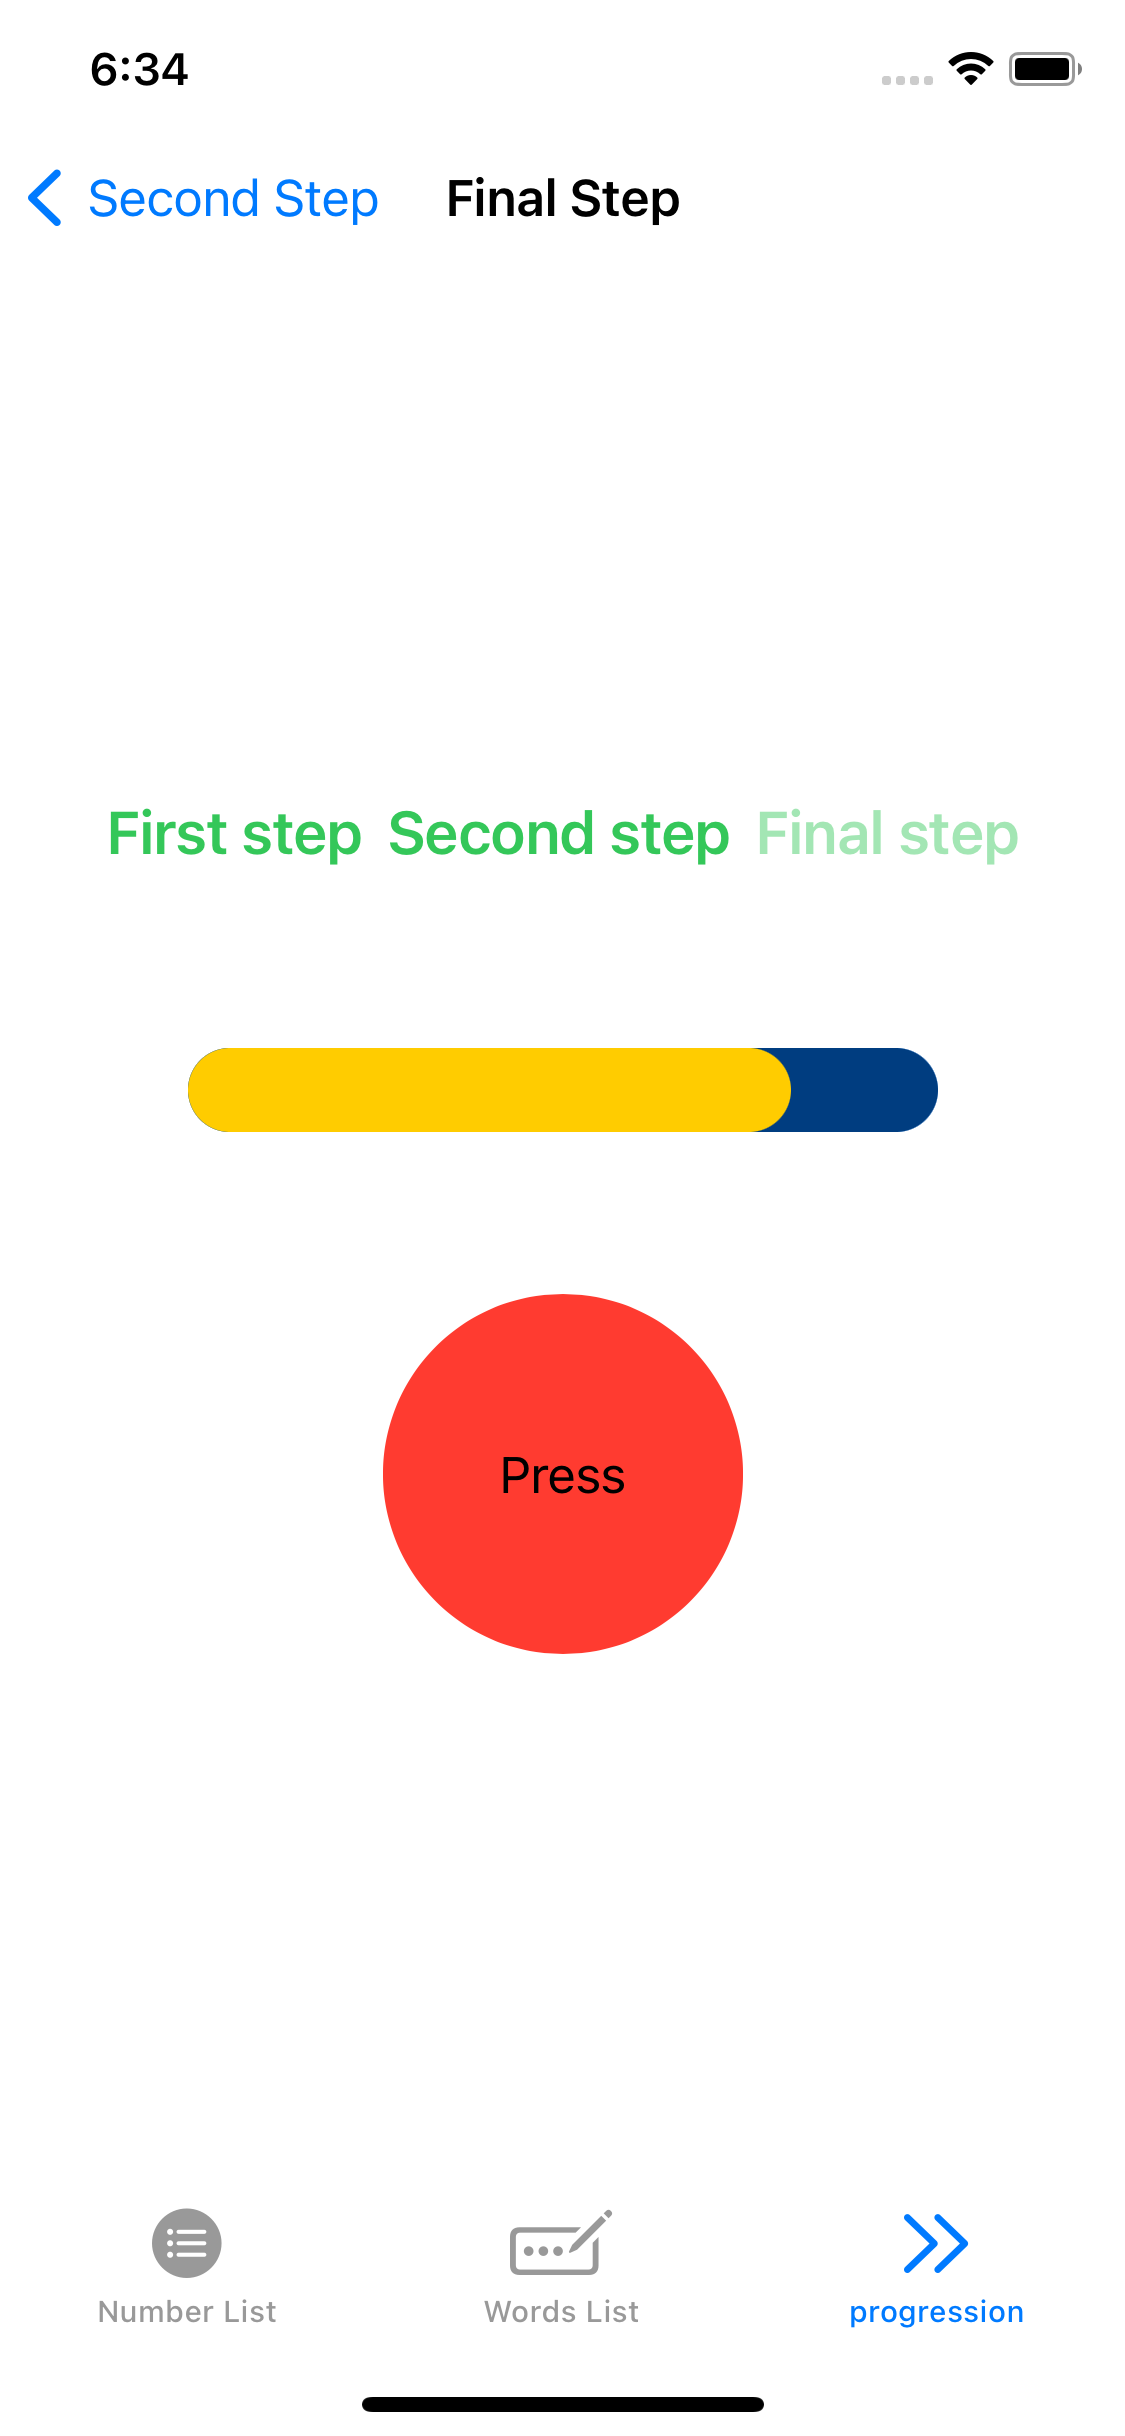 6:34
Second Step Final Step
First step Second step Final step
Press
Number List Words List progression